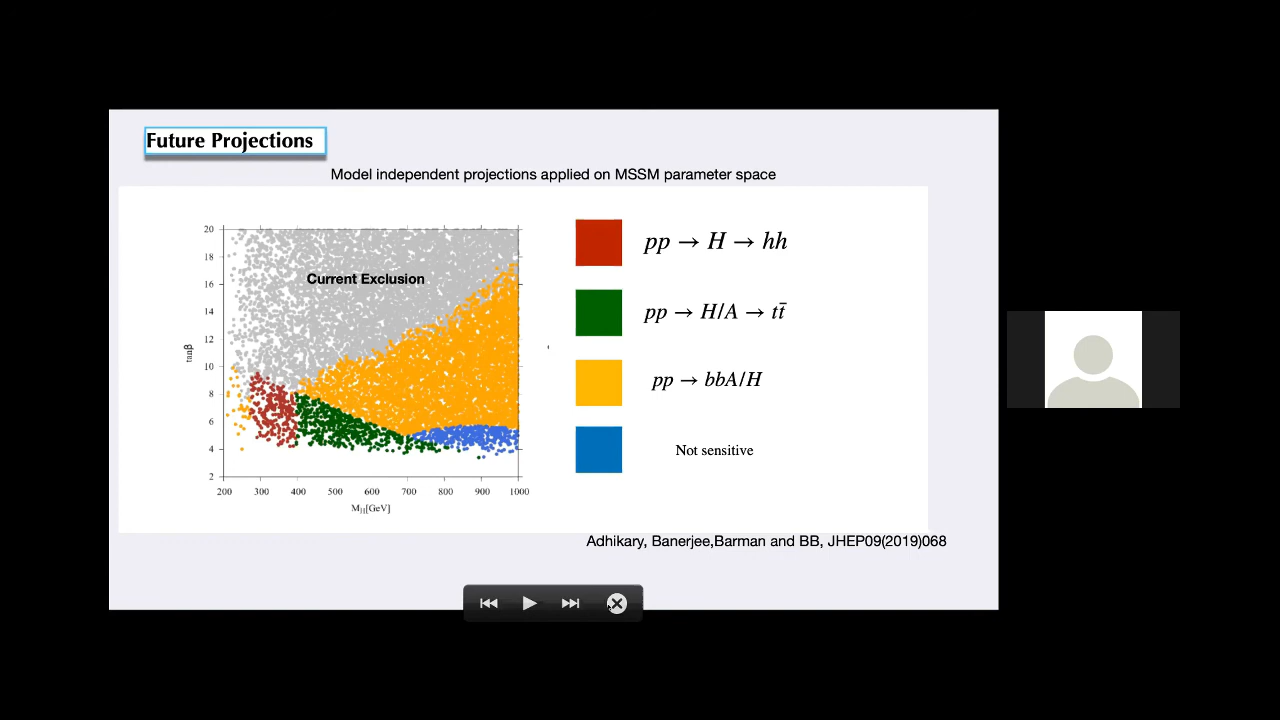 Future Projections
Model independent projections applied on MSSM parameter space
20
18
16
14
12
10
8
6
4
2
tanβ
200 300 400 500 600 700 800 900 1000
M_H[GeV]
Current Exclusion
pp → H → hh
pp → H/A → tt̄
pp → bbA/H
Not sensitive
Adhikary, Banerjee,Barman and BB, JHEP09(2019)068